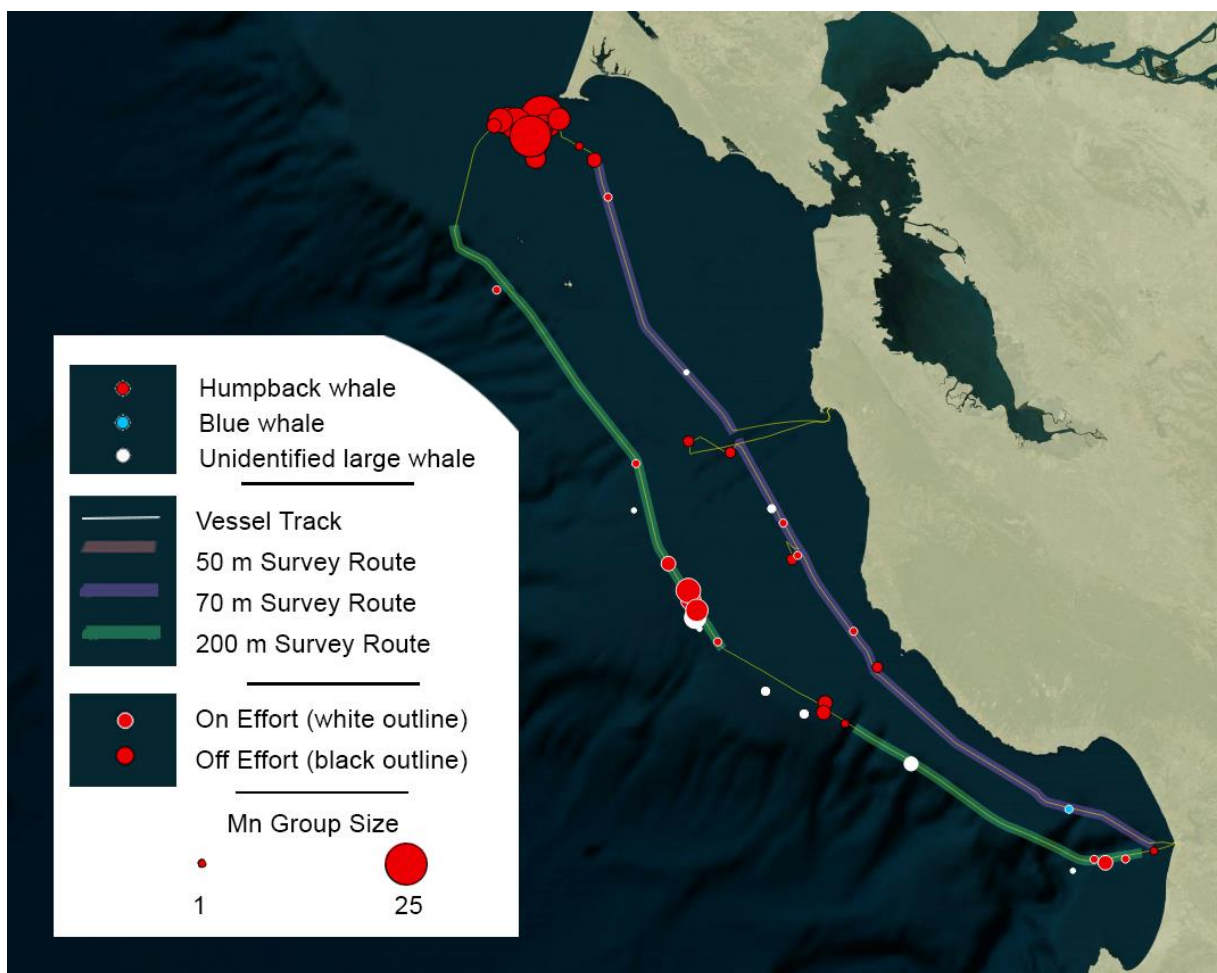 Humpback whale
Blue whale
Unidentified large whale
Vessel Track
50 m Survey Route
70 m Survey Route
200 m Survey Route
On Effort (white outline)
Off Effort (black outline)
Mn Group Size
1 25